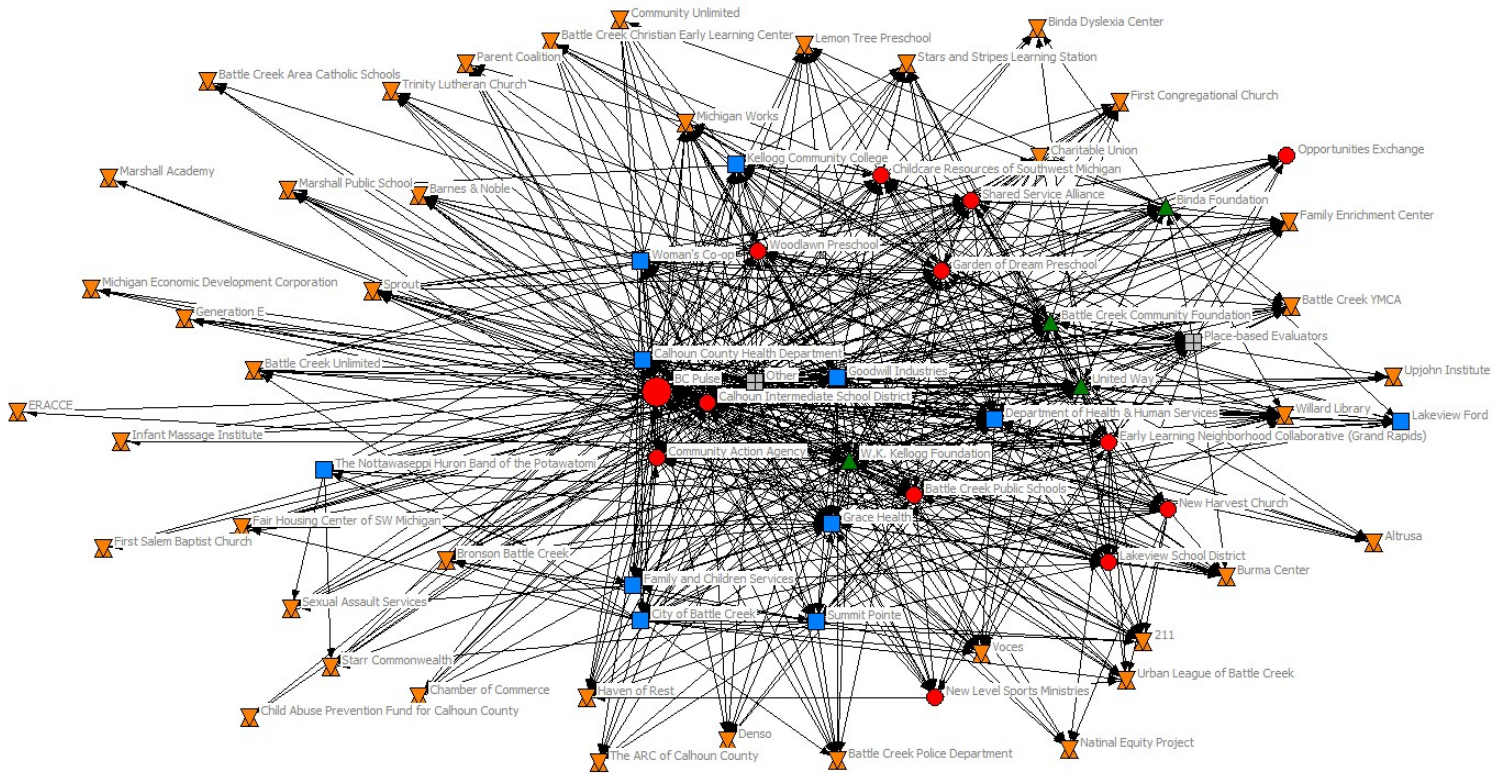 Community Unlimited
Binda Dyslexia Center
Battle Creek Christian Early Learning Center
Lemon Tree Preschool
Parent Coalition
Stars and Stripes Learning Station
Battle Creek Area Catholic Schools
Trinity Lutheran Church
First Congregational Church
Michigan Works
Charitable Union
Opportunities Exchange
Kellogg Community College
Childcare Resources of Southwest Michigan
Marshall Academy
Marshall Public School
Barnes & Noble
Shared Service Alliance
Binda Foundation
Family Enrichment Center
Woodlawn Preschool
Woman's Co-op
Garden of Dream Preschool
Michigan Economic Development Corporation
Sprout
Battle Creek YMCA
Generation E
Battle Creek Community Foundation
Place-based Evaluators
Calhoun County Health Department
Battle Creek Unlimited
Goodwill Industries
BC Pulse
Other
United Way
Upjohn Institute
Calhoun Intermediate School District
ERACCE
Department of Health & Human Services
Willard Library
Lakeview Ford
Infant Massage Institute
Early Learning Neighborhood Collaborative (Grand Rapids)
The Nottawaseppi Huron Band of the Potawatomi
Community Action Agency
W.K. Kellogg Foundation
Battle Creek Public Schools
New Harvest Church
Fair Housing Center of SW Michigan
Grace Health
Altrusa
First Salem Baptist Church
Bronson Battle Creek
Lakeview School District
Burma Center
Family and Children Services
Sexual Assault Services
City of Battle Creek
Summit Pointe
211
Voces
Starr Commonwealth
Urban League of Battle Creek
Chamber of Commerce
Haven of Rest
New Level Sports Ministries
Child Abuse Prevention Fund for Calhoun County
Denso
Natinal Equity Project
The ARC of Calhoun County
Battle Creek Police Department